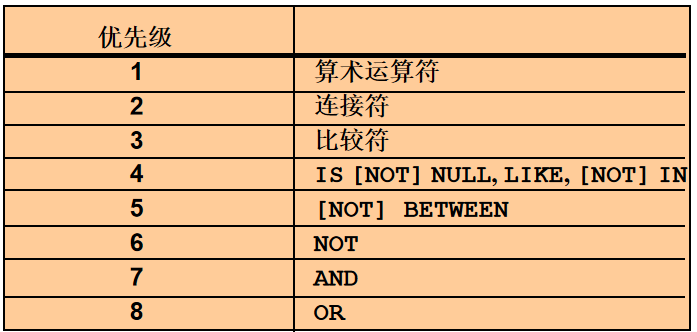 优先级
1 算术运算符
2 连接符
3 比较符
4 IS [NOT] NULL, LIKE, [NOT] IN
5 [NOT] BETWEEN
6 NOT
7 AND
8 OR